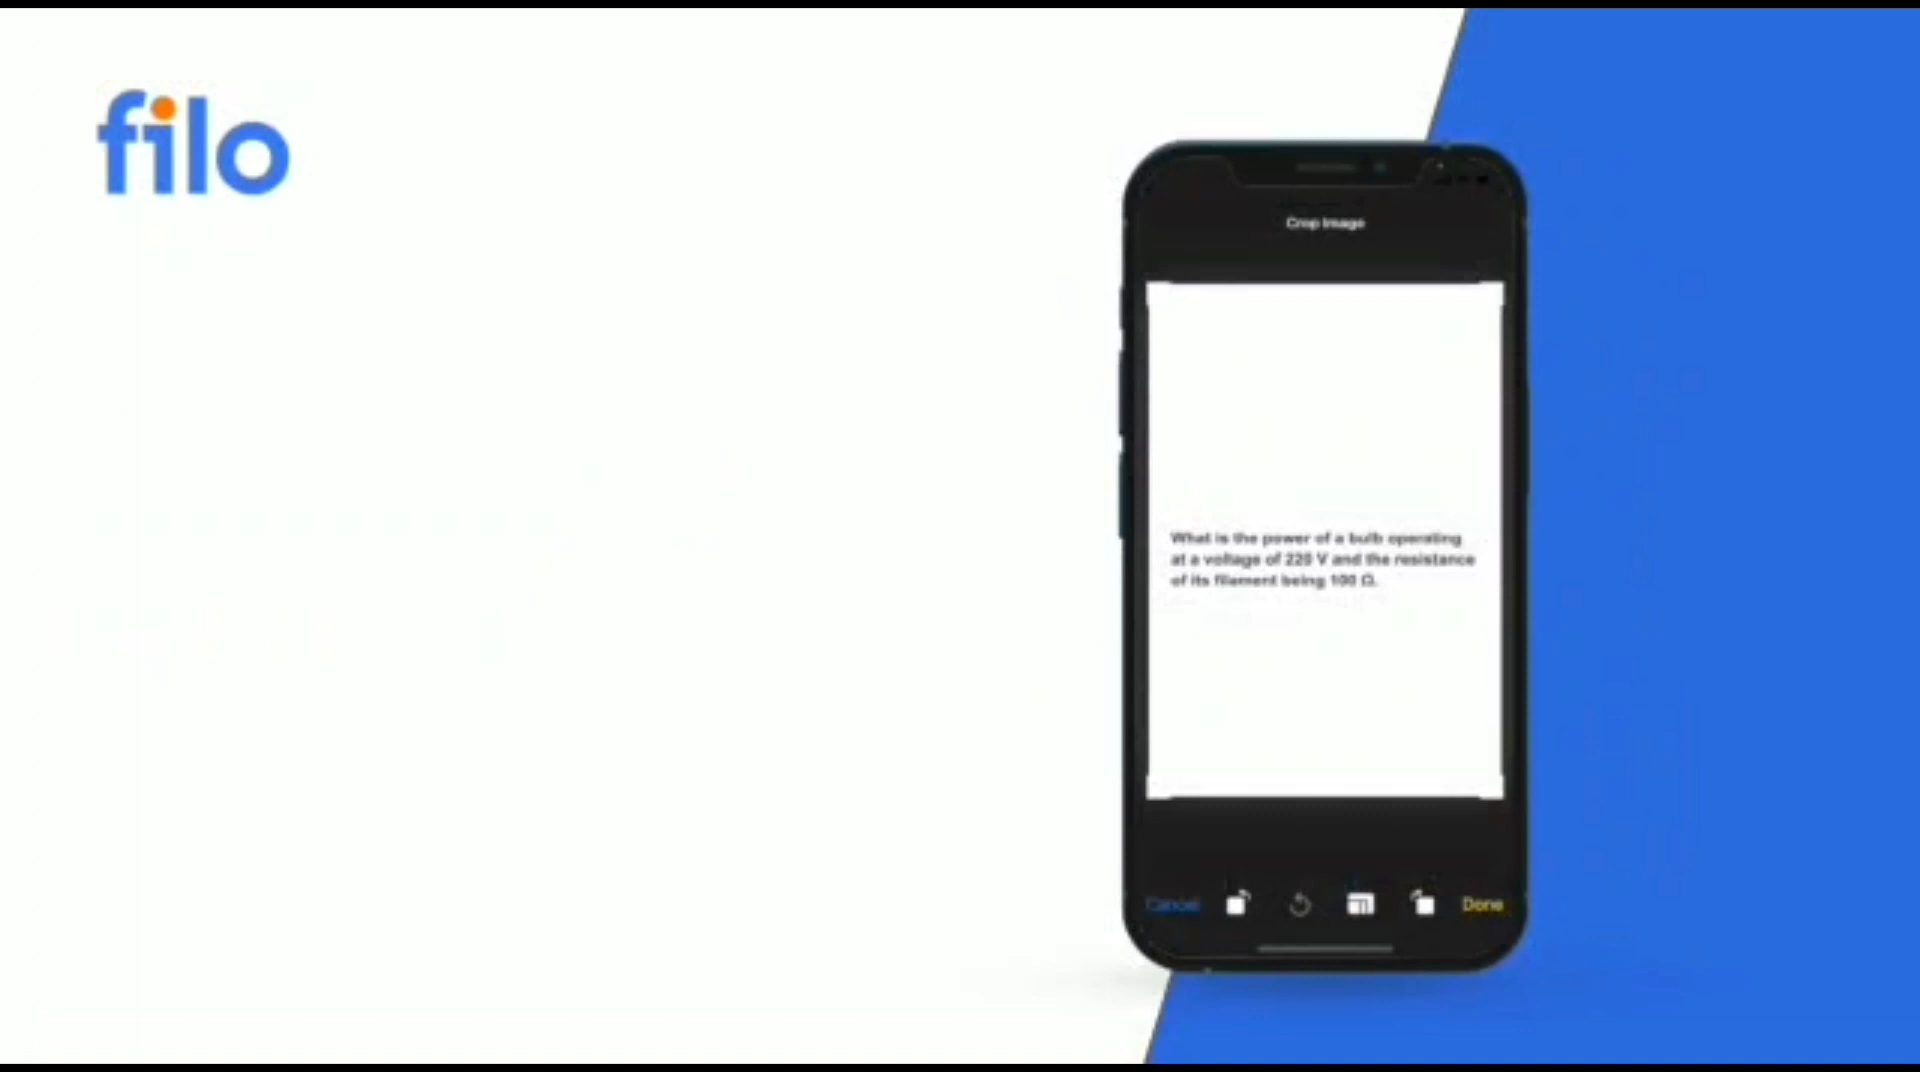 filo
Crop Image
What is the power of a bulb operating
at a voltage of 220 V and the resistance
of its filament being 100 Ω.
Cancel
Done